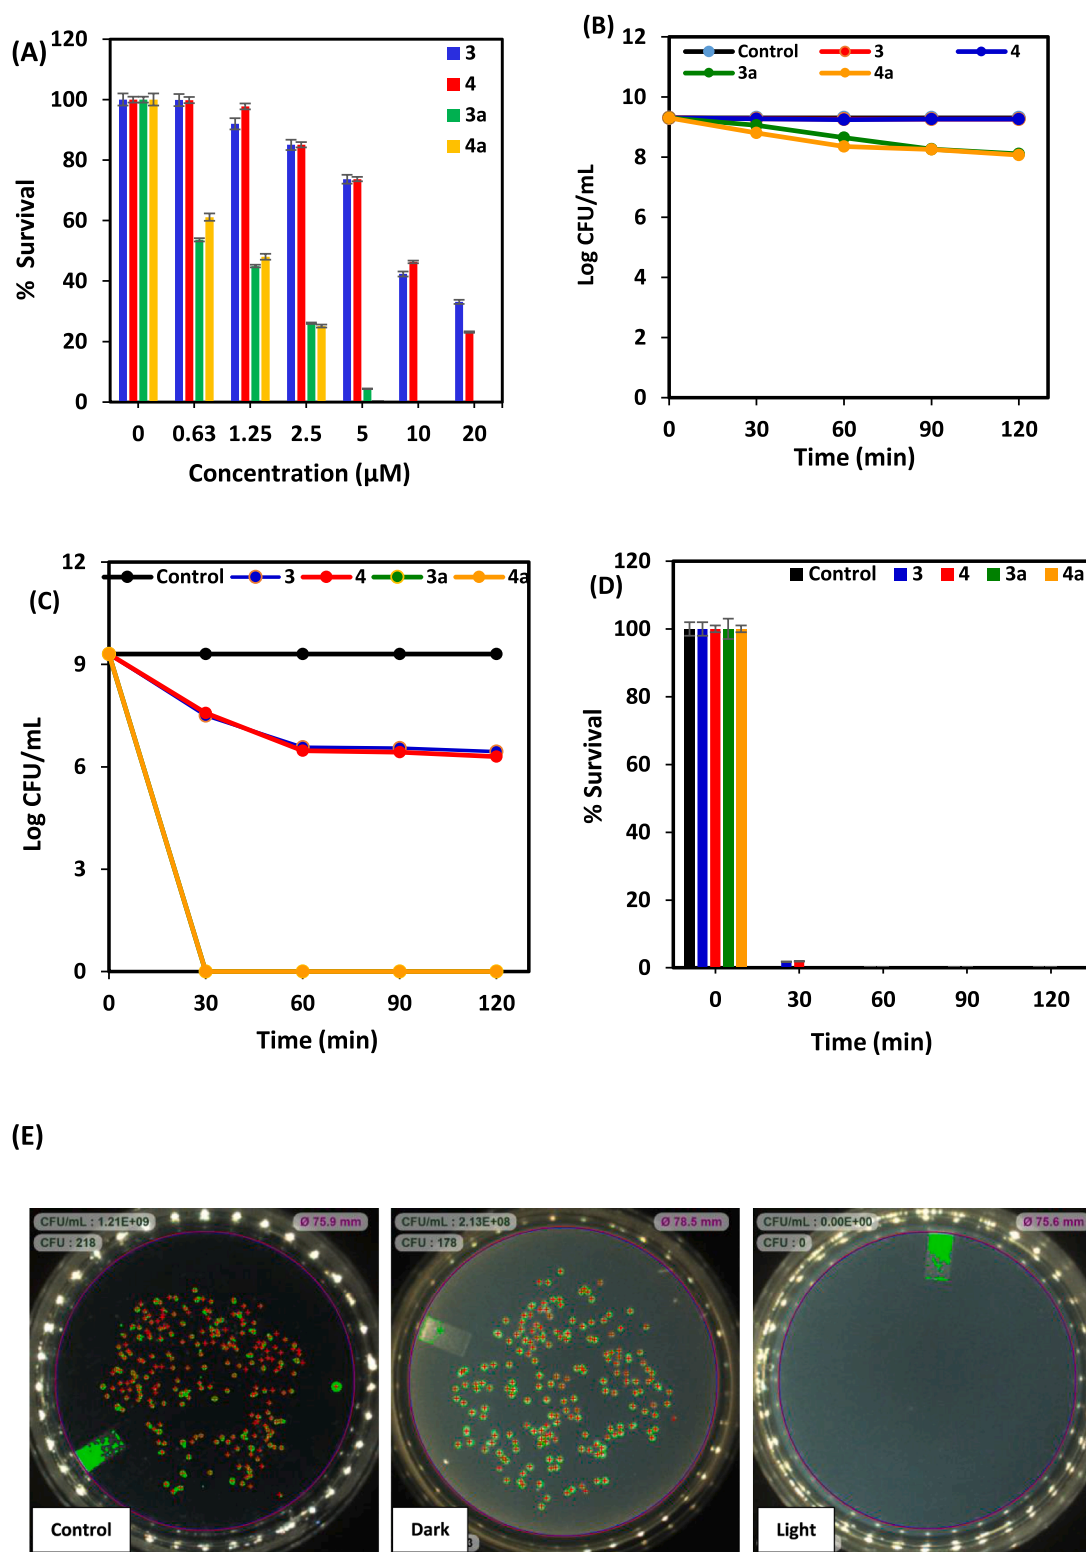 (A)
120
100
80
60
40
20
0
% Survival
3
4
3a
4a
0 0.63 1.25 2.5 5 10 20
Concentration (µM)
(B)
12
10
8
6
4
2
0
Log CFU/mL
Control 3 4
3a 4a
0 30 60 90 120
Time (min)
(C)
12
9
6
3
0
Log CFU/mL
Control 3 4 3a 4a
0 30 60 90 120
Time (min)
(D)
120
100
80
60
40
20
0
% Survival
Control 3 4 3a 4a
0 30 60 90 120
Time (min)
(E)
CFU/mL : 1.21E+09
Ø 75.9 mm
CFU : 218
Control
CFU/mL : 2.13E+08
Ø 78.5 mm
CFU : 178
Dark
CFU/mL : 0.00E+00
Ø 75.6 mm
CFU : 0
Light